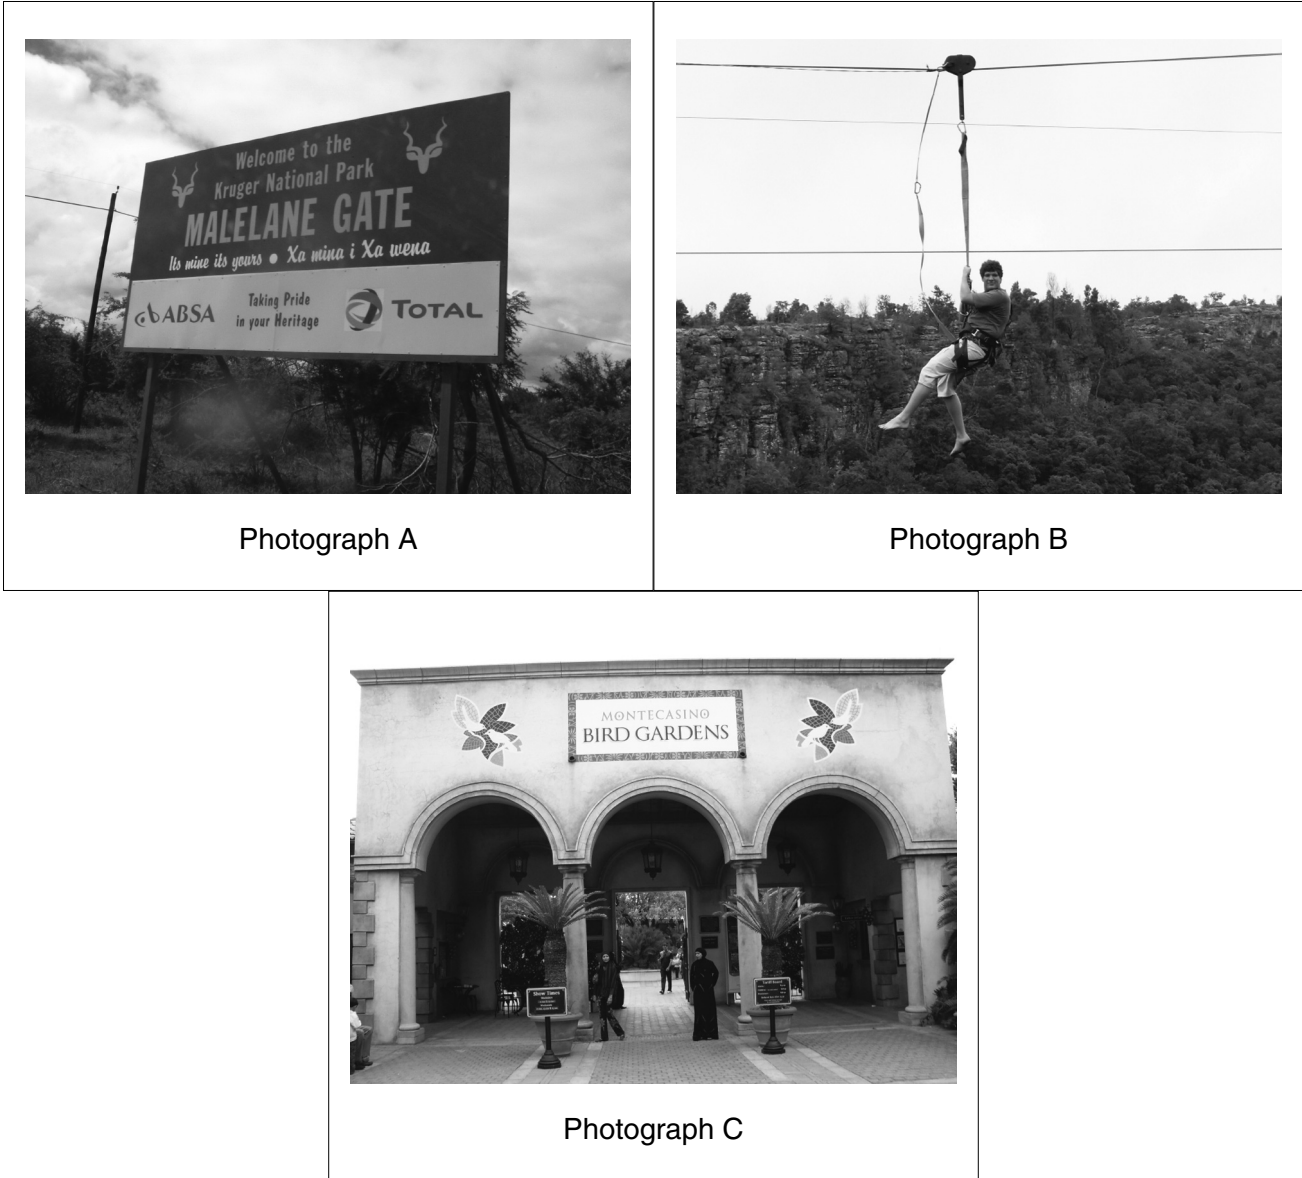 Welcome to the
Kruger National Park
MALELANE GATE
Its mine its yours • Xa mina i Xa wena
ABSA
Taking Pride
in your Heritage
TOTAL
Photograph A
Photograph B
MONTECASINO
BIRD GARDENS
Show Times
Photograph C